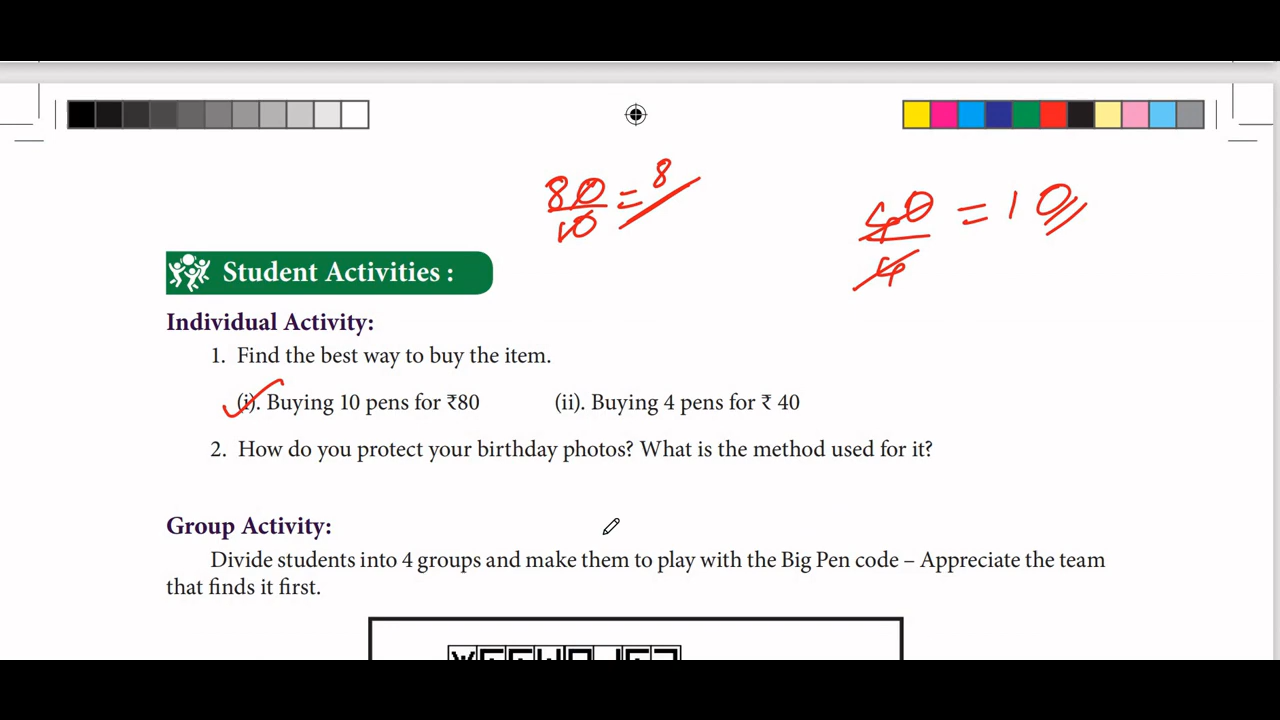 80/10 = 8
40/4 = 10
Student Activities :
Individual Activity:
1. Find the best way to buy the item.
(i). Buying 10 pens for ₹80 (ii). Buying 4 pens for ₹ 40
2. How do you protect your birthday photos? What is the method used for it?
Group Activity:
Divide students into 4 groups and make them to play with the Big Pen code – Appreciate the team
that finds it first.